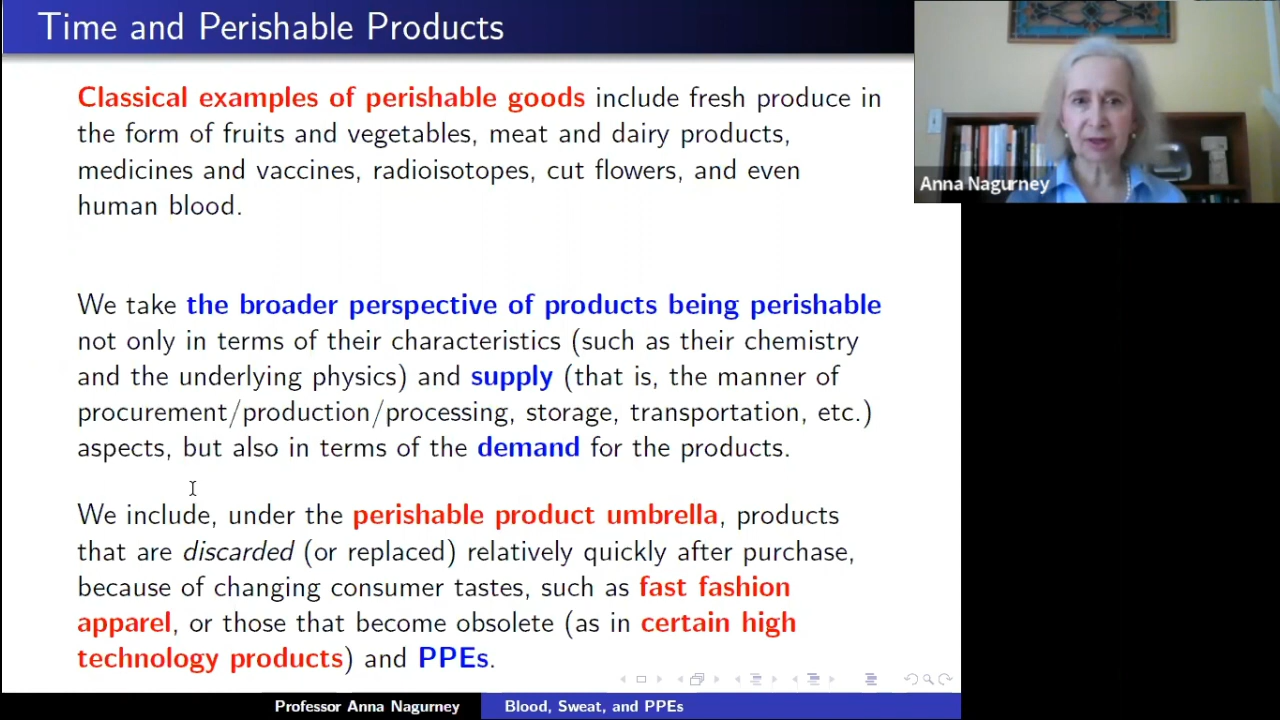 Time and Perishable Products
Classical examples of perishable goods include fresh produce in
the form of fruits and vegetables, meat and dairy products,
medicines and vaccines, radioisotopes, cut flowers, and even
human blood.
We take the broader perspective of products being perishable
not only in terms of their characteristics (such as their chemistry
and the underlying physics) and supply (that is, the manner of
procurement/production/processing, storage, transportation, etc.)
aspects, but also in terms of the demand for the products.
We include, under the perishable product umbrella, products
that are discarded (or replaced) relatively quickly after purchase,
because of changing consumer tastes, such as fast fashion
apparel, or those that become obsolete (as in certain high
technology products) and PPEs.
Professor Anna Nagurney
Blood, Sweat, and PPEs
Anna Nagurney